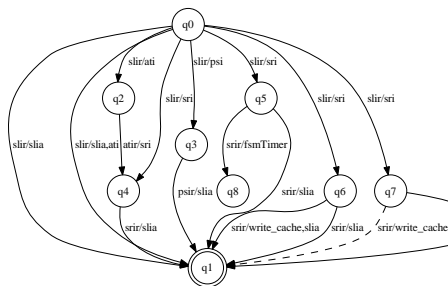 q0
slir/ati
slir/psi
slir/sri
q2
q5
slir/slia
slir/slia,ati
atir/sri
slir/sri
slir/sri
slir/sri
q3
srir/fsmTimer
q4
psir/slia
q8
srir/slia
q6
q7
srir/slia
srir/write_cache,slia
srir/slia
srir/write_cache
q1